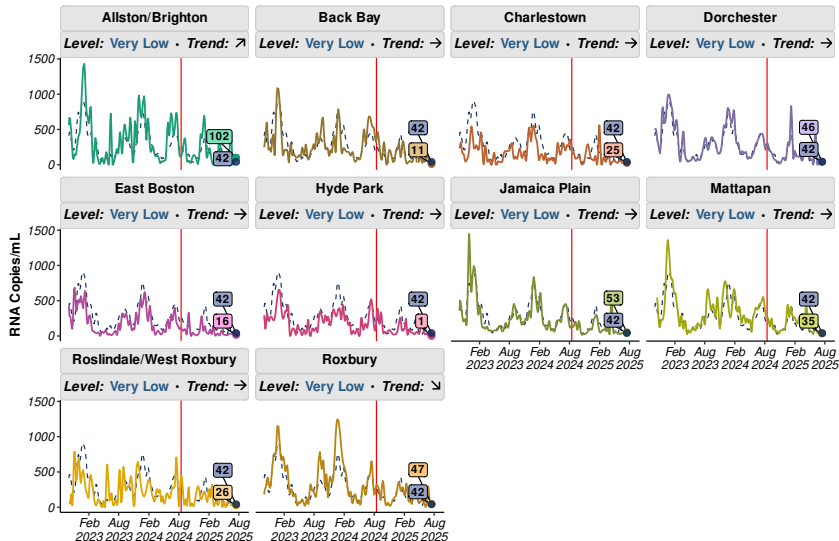 Allston/Brighton
Back Bay
Charlestown
Dorchester
Level: Very Low · Trend: ↗
Level: Very Low · Trend: →
Level: Very Low · Trend: →
Level: Very Low · Trend: →
1500
1000
500
0
102
42
42
11
42
25
46
42
East Boston
Hyde Park
Jamaica Plain
Mattapan
Level: Very Low · Trend: →
Level: Very Low · Trend: →
Level: Very Low · Trend: →
Level: Very Low · Trend: →
RNA Copies/mL
1500
1000
500
0
42
16
42
1
53
42
42
35
Feb 2023
Aug 2023
Feb 2024
Aug 2024
Feb 2025
Aug 2025
Feb 2023
Aug 2023
Feb 2024
Aug 2024
Feb 2025
Aug 2025
Roslindale/West Roxbury
Roxbury
Level: Very Low · Trend: →
Level: Very Low · Trend: ↘
1500
1000
500
0
42
26
47
42
Feb 2023
Aug 2023
Feb 2024
Aug 2024
Feb 2025
Aug 2025
Feb 2023
Aug 2023
Feb 2024
Aug 2024
Feb 2025
Aug 2025